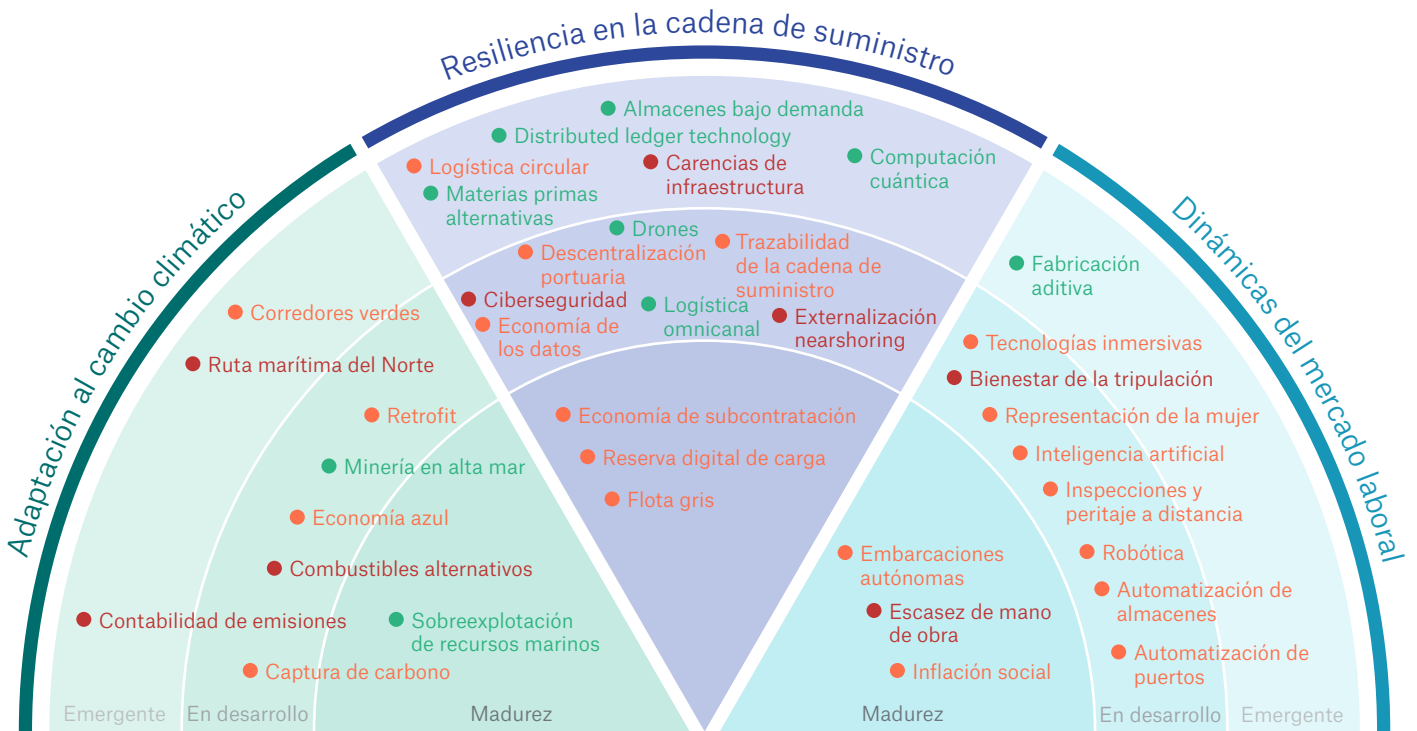 Resiliencia en la cadena de suministro
Adaptación al cambio climático
Dinámicas del mercado laboral
Almacenes bajo demanda
Distributed ledger technology
Logística circular
Materias primas
alternativas
Carencias de
infraestructura
Computación
cuántica
Drones
Descentralización
portuaria
Trazabilidad
de la cadena de
suministro
Ciberseguridad
Economía de
los datos
Logística
omnicanal
Externalización
nearshoring
Economía de subcontratación
Reserva digital de carga
Flota gris
Corredores verdes
Ruta marítima del Norte
Retrofit
Minería en alta mar
Economía azul
Combustibles alternativos
Contabilidad de emisiones
Sobreexplotación
de recursos marinos
Captura de carbono
Emergente
En desarrollo
Madurez
Fabricación
aditiva
Tecnologías inmersivas
Bienestar de la tripulación
Representación de la mujer
Inteligencia artificial
Inspecciones y
peritaje a distancia
Embarcaciones
autónomas
Robótica
Escasez de mano
de obra
Automatización de
almacenes
Inflación social
Automatización de
puertos
Madurez
En desarrollo
Emergente